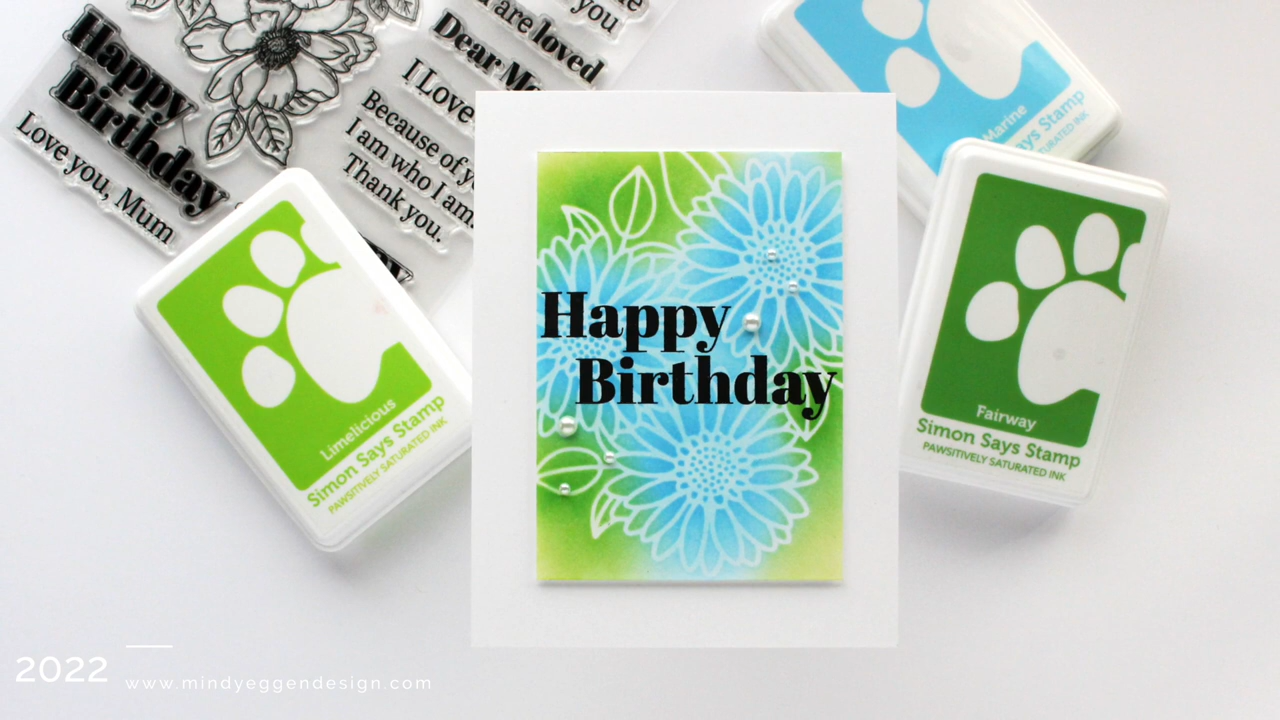 you
are loved
Dear
I Love
Because of
I am who I am.
Thank you.
Happy
Birthday
Love you, Mum
Marine
Says Stamp
SATURATED INK
Limelicious
Simon Says Stamp
PAWSITIVELY SATURATED INK
Happy
Birthday
Fairway
Simon Says Stamp
PAWSITIVELY SATURATED INK
2022
www.mindyeggendesign.com